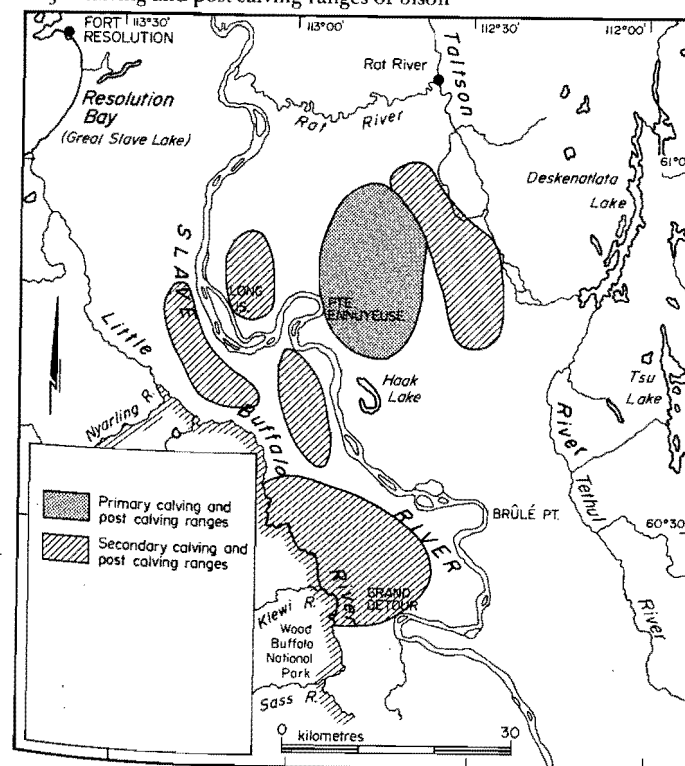 calving and post calving ranges of bison
113°30'
113°00'
112°30'
112°00'
FORT
RESOLUTION
Resolution
Bay
(Great Slave Lake)
Rat River
Taltson
Rat River
Deskenatlata
Lake
SLAVE
LONG
IS.
PTE
ENNUYEUSE
Little
Haak
Lake
Tsu
Lake
Nyarling R.
Buffalo
River
Tethul
Primary calving and
post calving ranges
RIVER
BRÛLÉ PT.
60°30'
Secondary calving and
post calving ranges
River
GRAND
DETOUR
River
Klewi R.
Wood
Buffalo
National
Park
Sass R.
0 kilometres 30